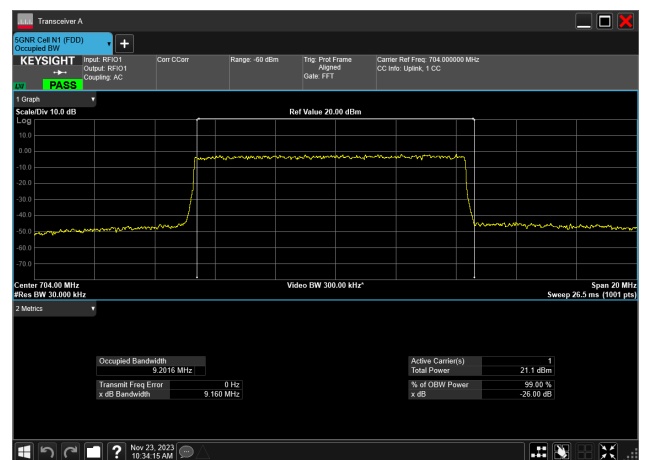 Transceiver A
5GNR Cell N1 (FDD)
Occupied BW
KEYSIGHT
LV
PASS
Input: RFIO1
Output: RFIO1
Coupling: AC
Corr CCorr
Range: -60 dBm
Trig: Prot Frame
Aligned
Gate: FFT
Carrier Ref Freq: 704.000000 MHz
CC Info: Uplink, 1 CC
1 Graph
Scale/Div 10.0 dB
Ref Value 20.00 dBm
Log
10.0
0.00
-10.0
-20.0
-30.0
-40.0
-50.0
-60.0
-70.0
Center 704.00 MHz
Video BW 300.00 kHz^
Span 20 MHz
#Res BW 30.000 kHz
Sweep 26.5 ms (1001 pts)
2 Metrics
Occupied Bandwidth
9.2016 MHz
Transmit Freq Error 0 Hz
x dB Bandwidth 9.160 MHz
Active Carrier(s) 1
Total Power 21.1 dBm
% of OBW Power 99.00 %
x dB -26.00 dB
Nov 23, 2023
10:34:15 AM